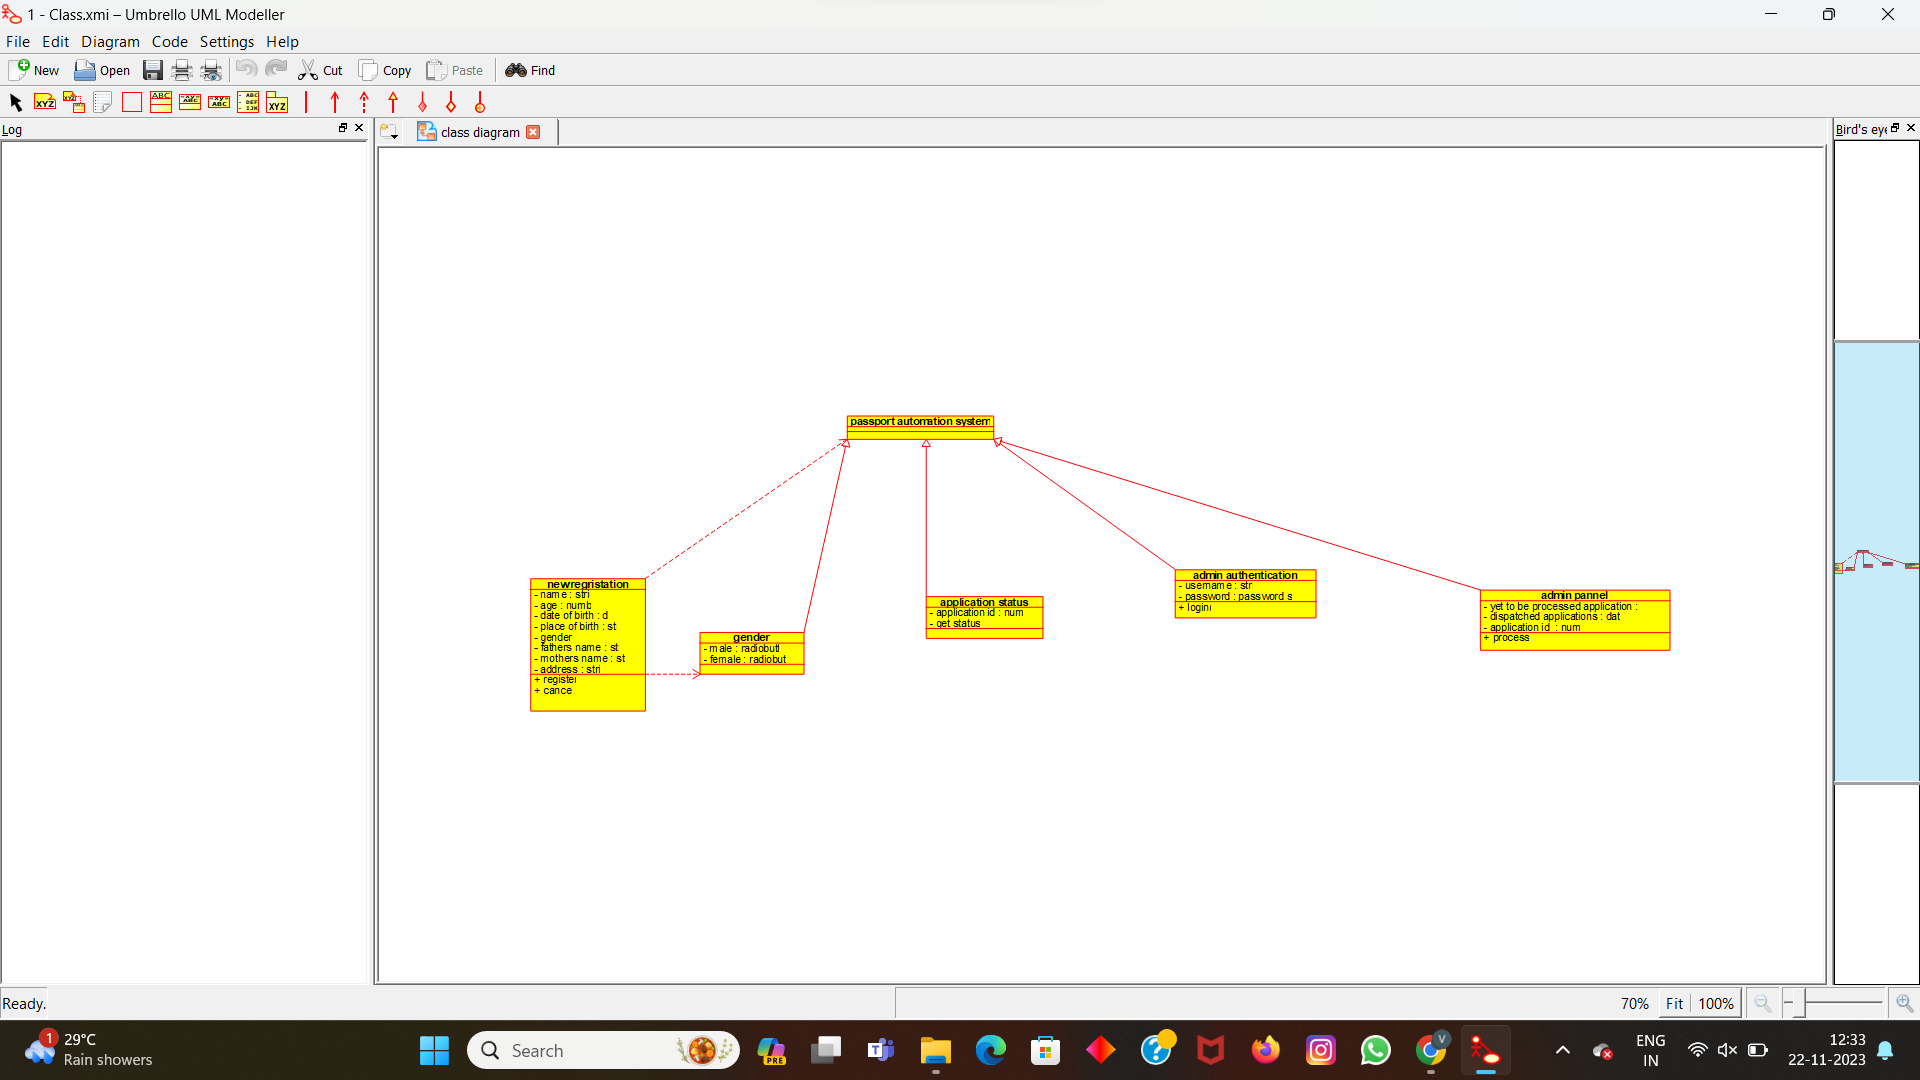 1 - Class.xmi – Umbrello UML Modeller
File Edit Diagram Code Settings Help
New Open Cut Copy Paste Find
Log
class diagram
Bird's eye
passport automation system
newregristation
- name : stri
- age : numb
- date of birth : d
- place of birth : st
- gender
- fathers name : st
- mothers name : st
- address : stri
+ register
+ cance
gender
- male : radiobutt
- female : radiobut
application status
- application id : num
- get status
admin authentication
- username : str
- password : password s
+ login
admin pannel
- yet to be processed application :
- dispatched applications : dat
- application id : num
+ process
Ready.
70% Fit 100%
1
29°C
Rain showers
Search
PRE
V
ENG
IN
12:33
22-11-2023